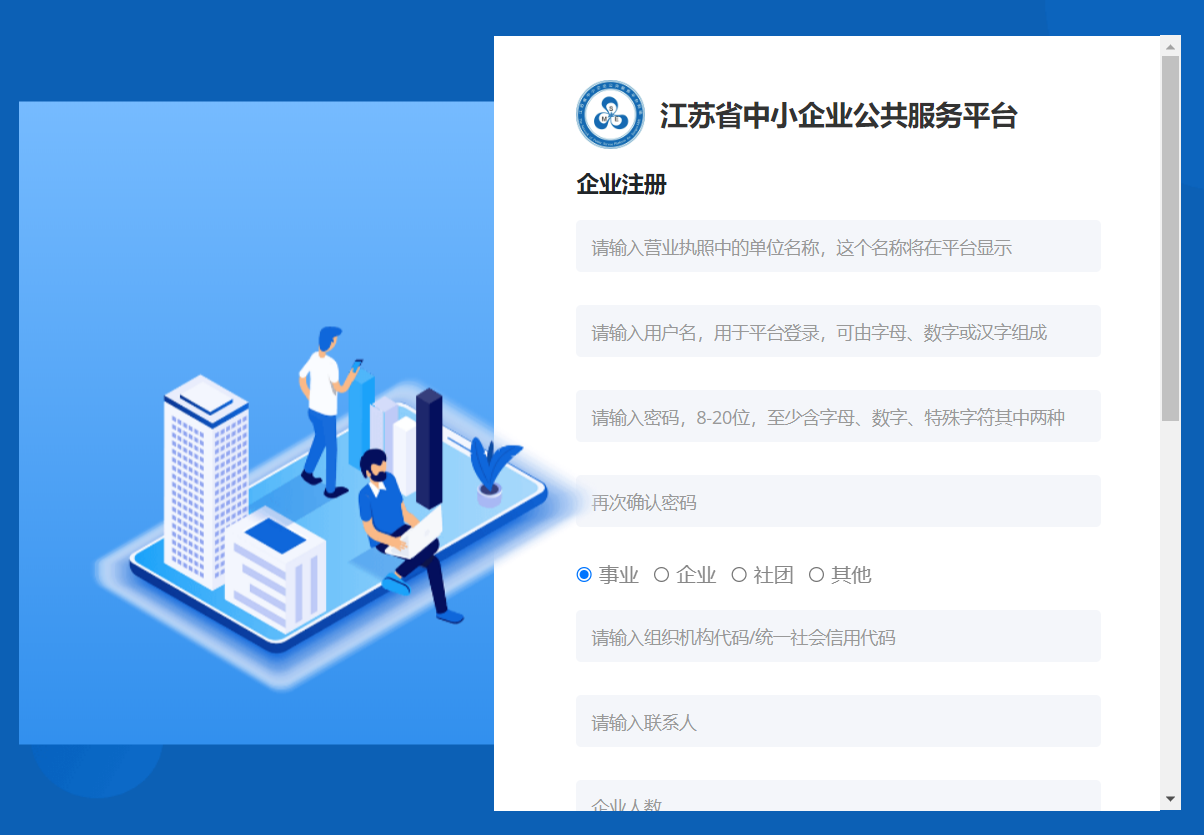 江苏省中小企业公共服务平台
企业注册
请输入营业执照中的单位名称，这个名称将在平台显示
请输入用户名，用于平台登录，可由字母、数字或汉字组成
请输入密码，8-20位，至少含字母、数字、特殊字符其中两种
再次确认密码
事业 企业 社团 其他
请输入组织机构代码/统一社会信用代码
请输入联系人
企业人数